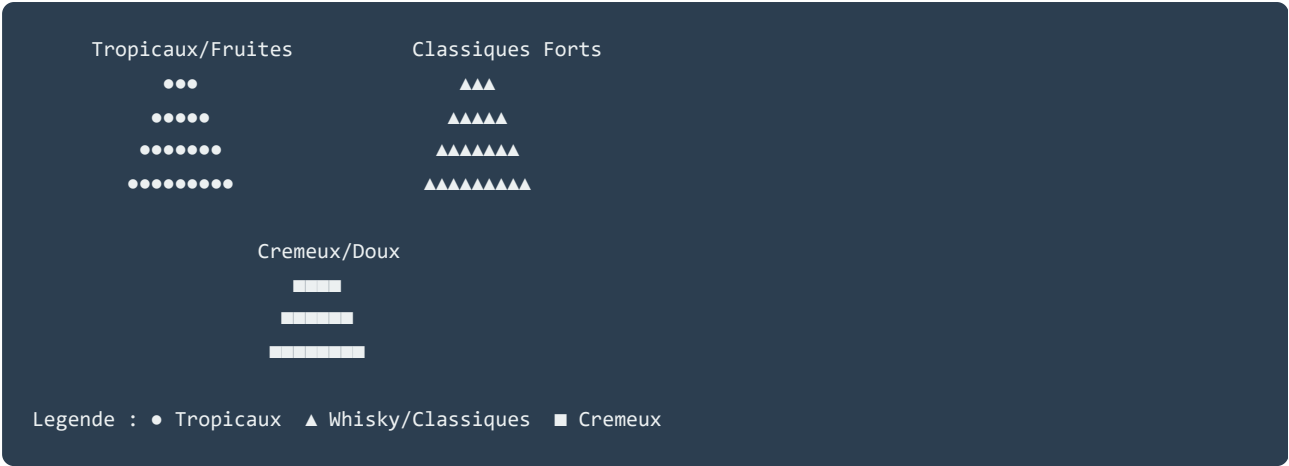 Tropicaux/Fruites Classiques Forts
●●● ▲▲▲
●●●●● ▲▲▲▲▲
●●●●●●● ▲▲▲▲▲▲▲
●●●●●●●●● ▲▲▲▲▲▲▲▲▲
Cremeux/Doux
■■■■
■■■■■■
■■■■■■■■
Legende : ● Tropicaux ▲ Whisky/Classiques ■ Cremeux